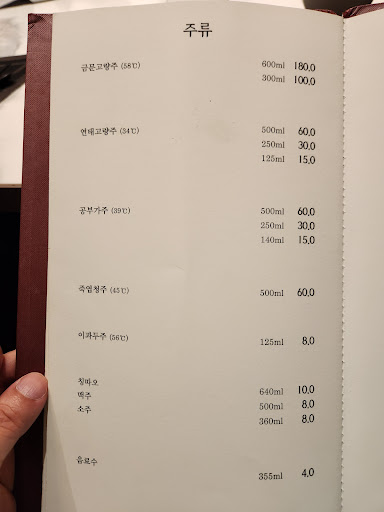 주류
금문고량주 (58℃) 600ml 180.0
300ml 100.0
연태고량주 (34℃) 500ml 60.0
250ml 30.0
125ml 15.0
공부가주 (39℃) 500ml 60.0
250ml 30.0
140ml 15.0
죽엽청주 (45℃) 500ml 60.0
이과두주 (56℃) 125ml 8.0
칭따오 640ml 10.0
맥주 500ml 8.0
소주 360ml 8.0
음료수 355ml 4.0